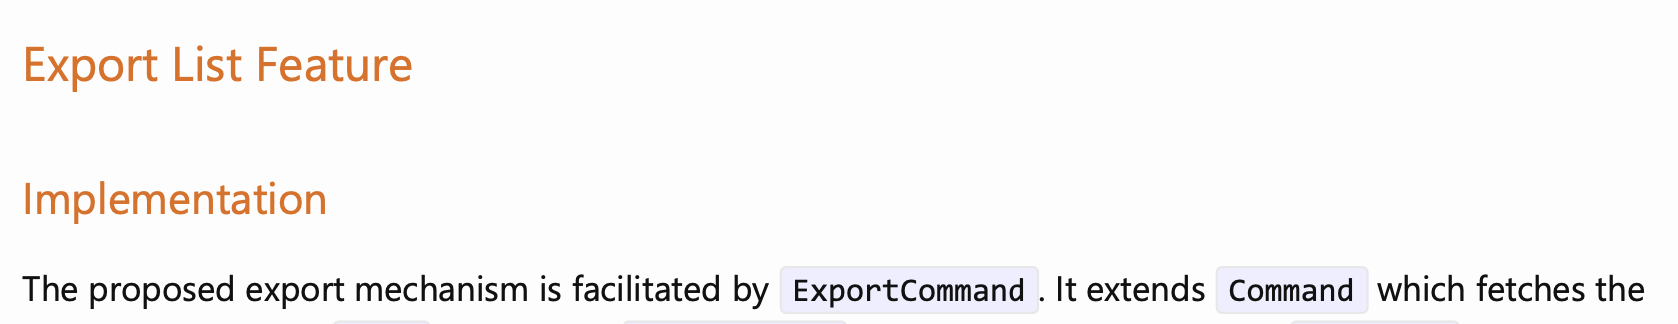 Export List Feature
Implementation
The proposed export mechanism is facilitated by ExportCommand. It extends Command which fetches the